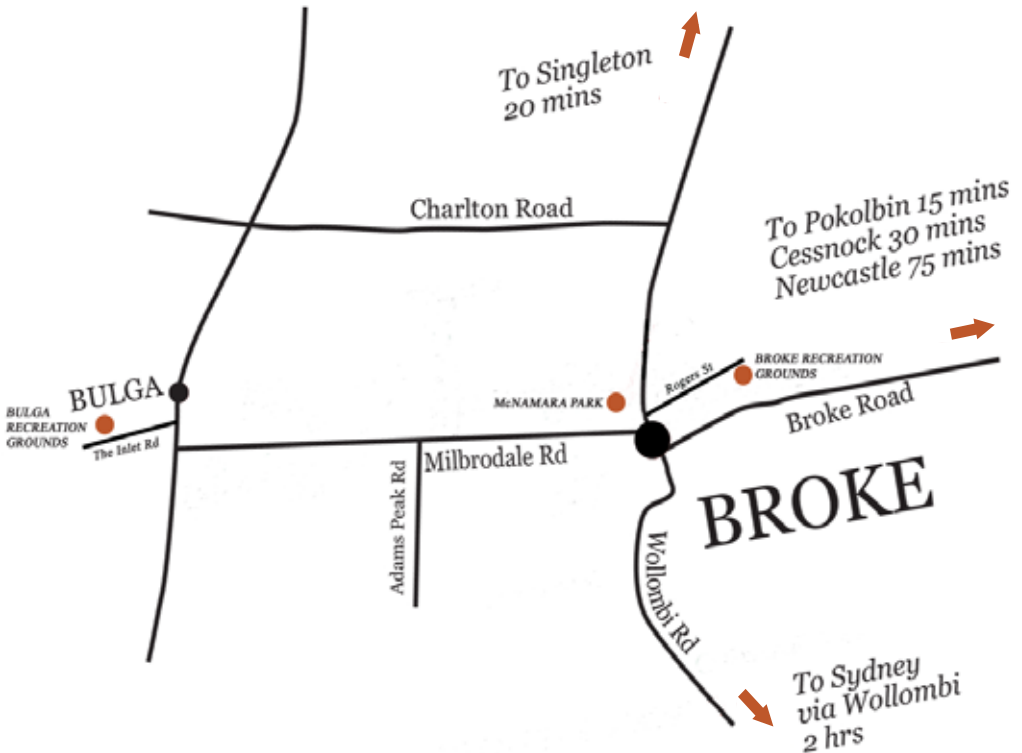 To Singleton
20 mins
Charlton Road
To Pokolbin 15 mins
Cessnock 30 mins
Newcastle 75 mins
BULGA
BULGA
RECREATION
GROUNDS
The Inlet Rd
McNAMARA PARK
Rogers St
BROKE RECREATION
GROUNDS
Broke Road
Milbrodale Rd
Adams Peak Rd
BROKE
Wollombi Rd
To Sydney
via Wollombi
2 hrs